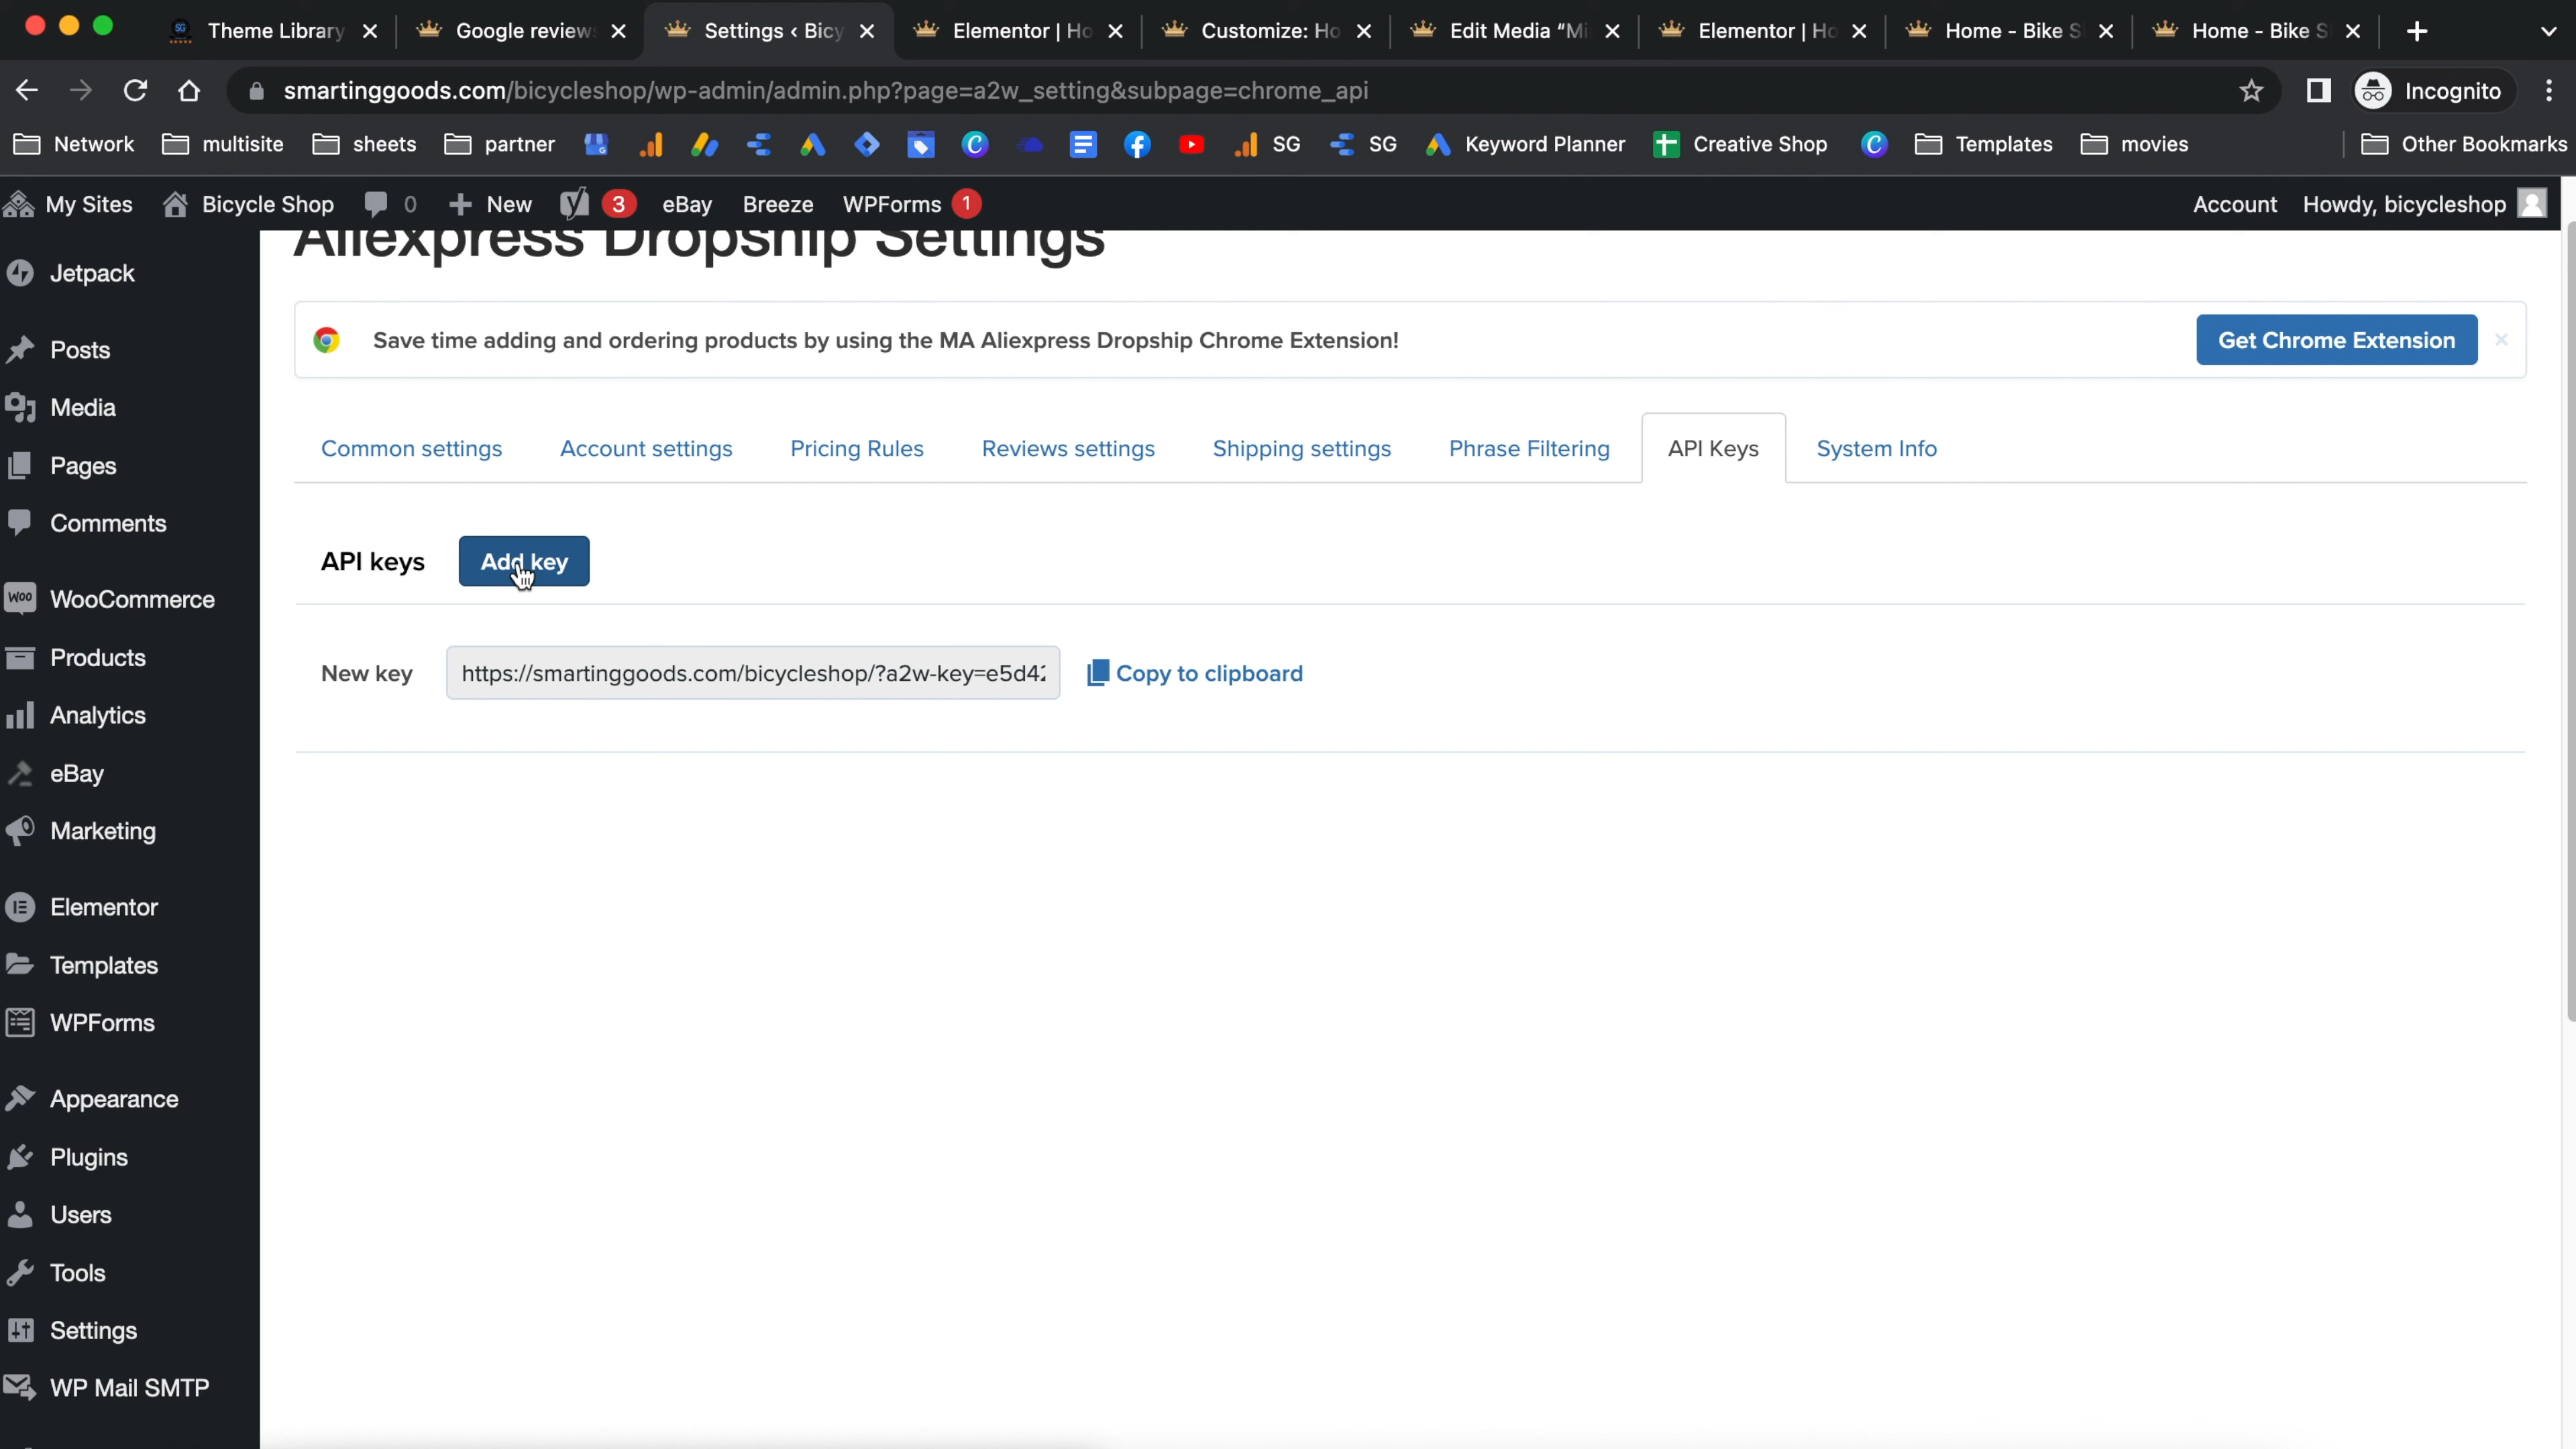 Theme Library
Google review
Settings ‹ Bicy
Elementor | Ho
Customize: Ho
Edit Media “Mi
Elementor | Ho
Home - Bike S
Home - Bike S
smartinggoods.com/bicycleshop/wp-admin/admin.php?page=a2w_setting&subpage=chrome_api
Incognito
Network
multisite
sheets
partner
SG
SG
Keyword Planner
Creative Shop
Templates
movies
Other Bookmarks
My Sites
Bicycle Shop
0
New
3
eBay
Breeze
WPForms 1
Account
Howdy, bicycleshop
Aliexpress Dropship Settings
Jetpack
Posts
Media
Pages
Comments
WooCommerce
Products
Analytics
eBay
Marketing
Elementor
Templates
WPForms
Appearance
Plugins
Users
Tools
Settings
WP Mail SMTP
Save time adding and ordering products by using the MA Aliexpress Dropship Chrome Extension!
Get Chrome Extension
Common settings
Account settings
Pricing Rules
Reviews settings
Shipping settings
Phrase Filtering
API Keys
System Info
API keys
Add key
New key
https://smartinggoods.com/bicycleshop/?a2w-key=e5d42
Copy to clipboard